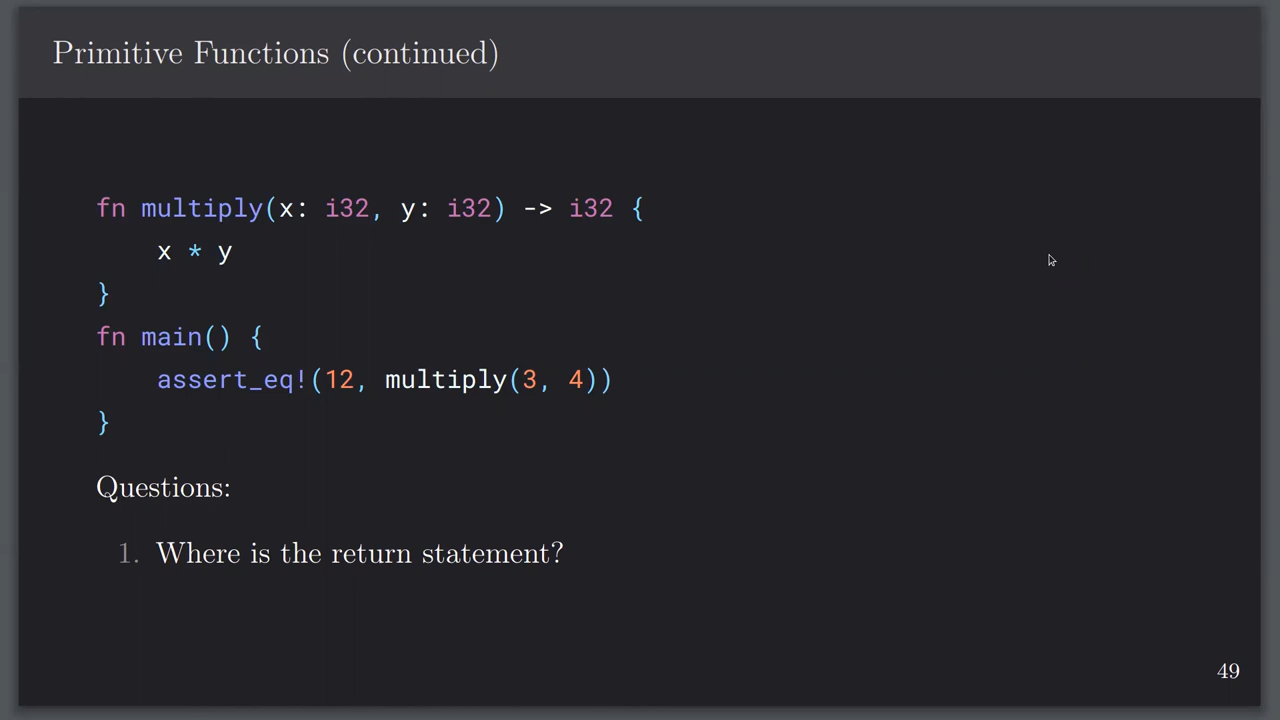 Primitive Functions (continued)
fn multiply(x: i32, y: i32) -> i32 {
    x * y
}
fn main() {
    assert_eq!(12, multiply(3, 4))
}
Questions:
1. Where is the return statement?
49